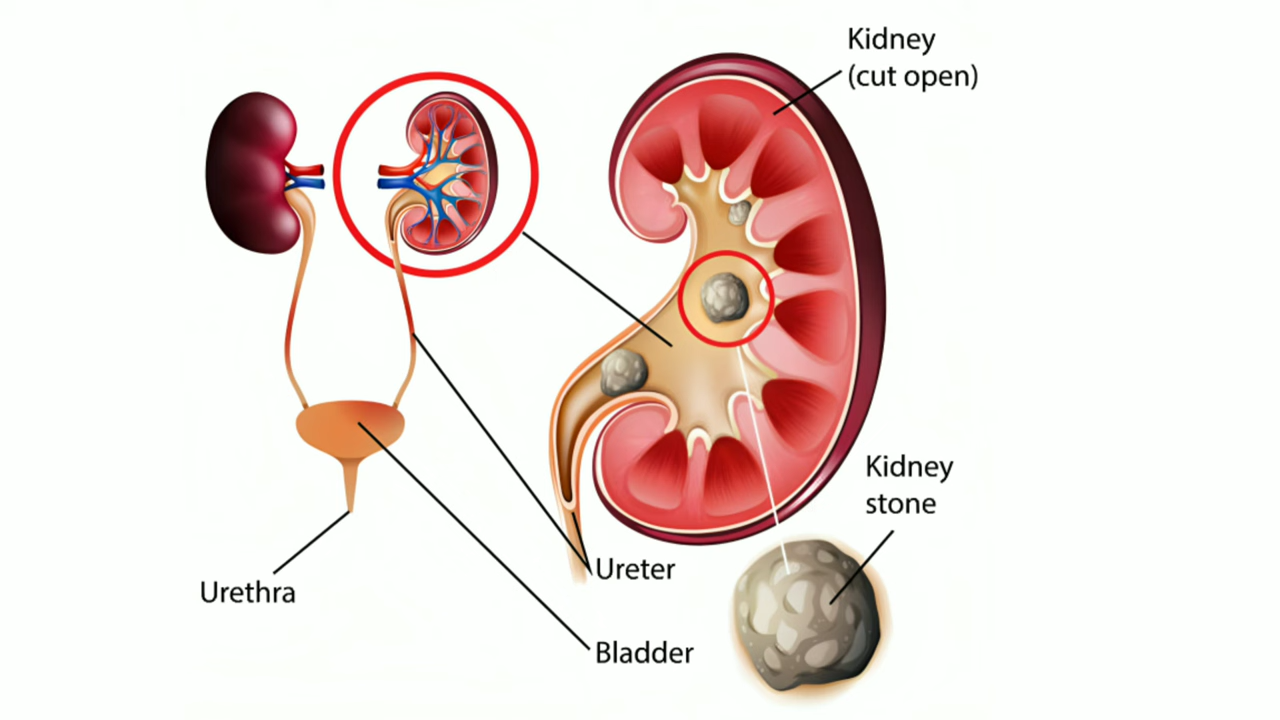 Kidney
(cut open)
Kidney
stone
Ureter
Urethra
Bladder